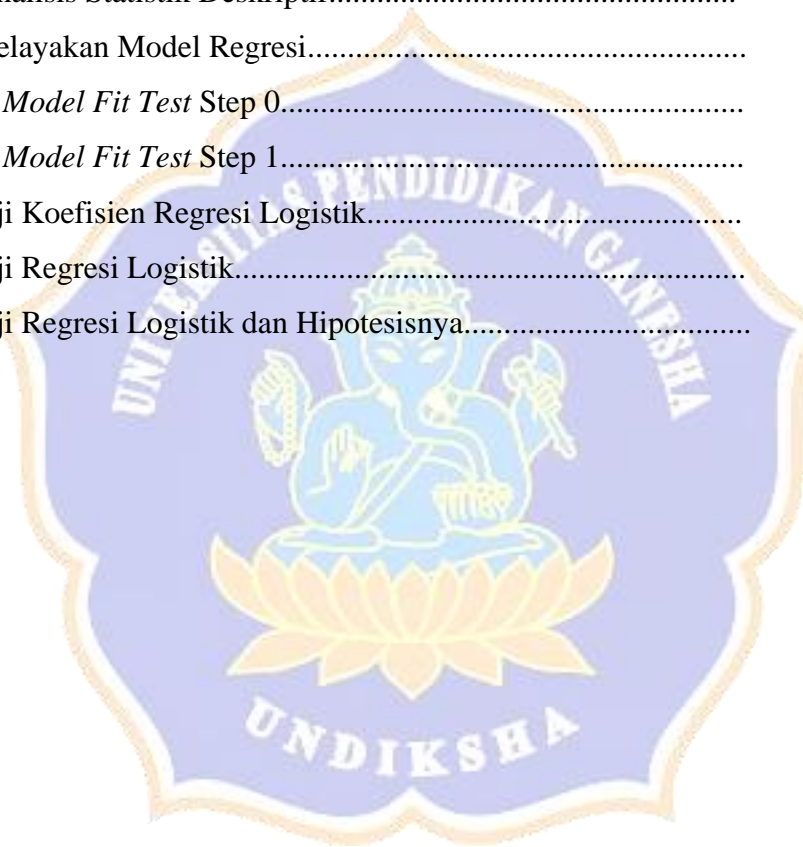 nalisis Statistik Deskriptif..........................................................
elayakan Model Regresi.......................................................
Model Fit Test Step 0..........................................................
Model Fit Test Step 1..........................................................
ji Koefisien Regresi Logistik...............................................
ji Regresi Logistik................................................................
ji Regresi Logistik dan Hipotesisnya....................................
UNIVERSITAS PENDIDIKAN GANESHA
UNDIKSHA